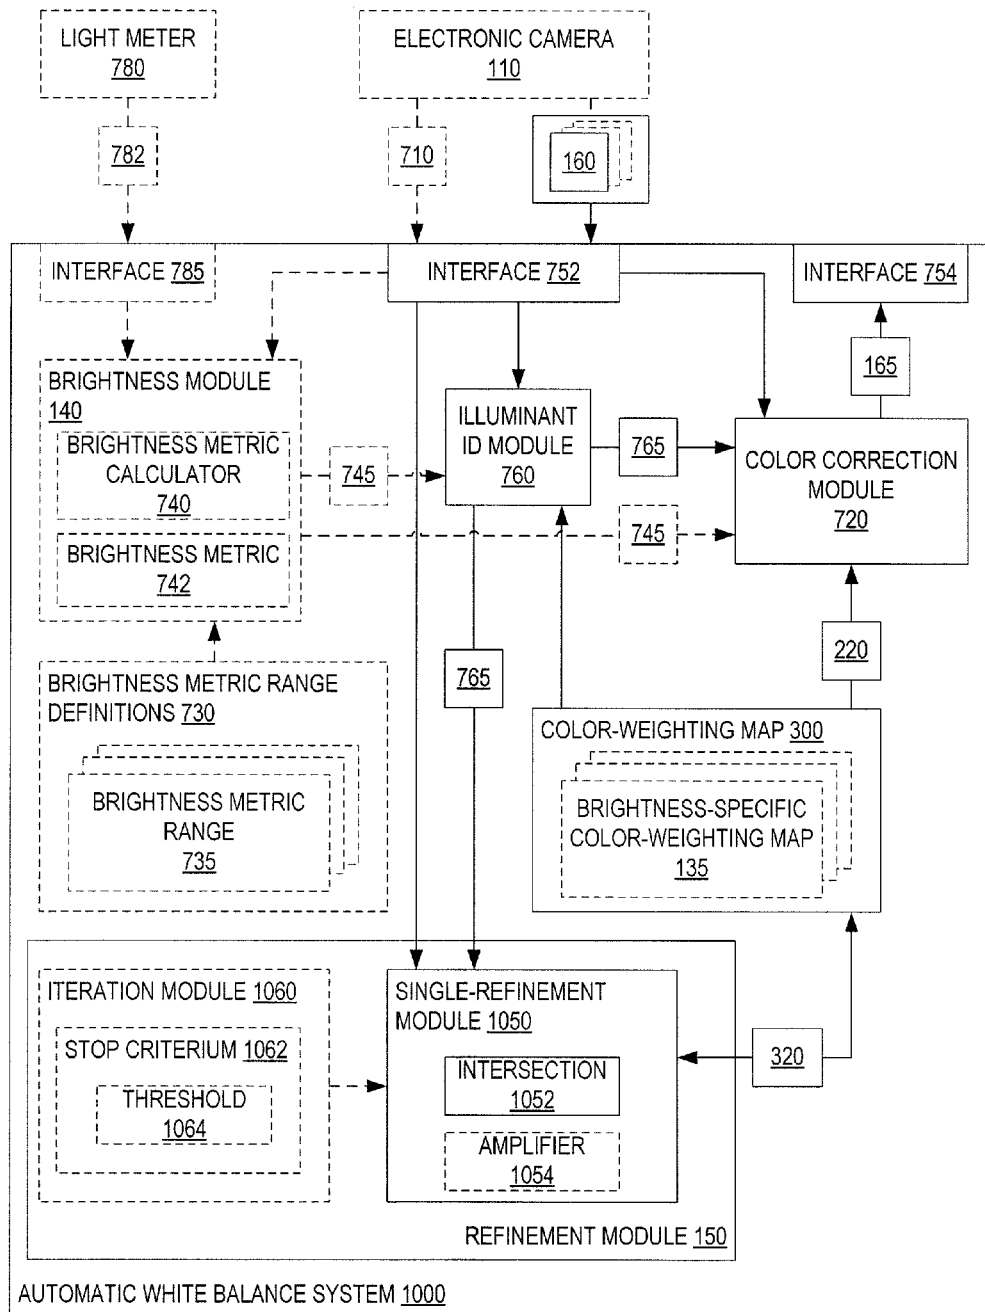 LIGHT METER
780
ELECTRONIC CAMERA
110
782
710
160
INTERFACE 785
INTERFACE 752
INTERFACE 754
165
BRIGHTNESS MODULE
140
BRIGHTNESS METRIC
CALCULATOR
740
BRIGHTNESS METRIC
742
745
ILLUMINANT
ID MODULE
760
765
745
COLOR CORRECTION
MODULE
720
220
765
BRIGHTNESS METRIC RANGE
DEFINITIONS 730
BRIGHTNESS METRIC
RANGE
735
COLOR-WEIGHTING MAP 300
BRIGHTNESS-SPECIFIC
COLOR-WEIGHTING MAP
135
ITERATION MODULE 1060
STOP CRITERIUM 1062
THRESHOLD
1064
SINGLE-REFINEMENT
MODULE 1050
INTERSECTION
1052
AMPLIFIER
1054
320
REFINEMENT MODULE 150
AUTOMATIC WHITE BALANCE SYSTEM 1000